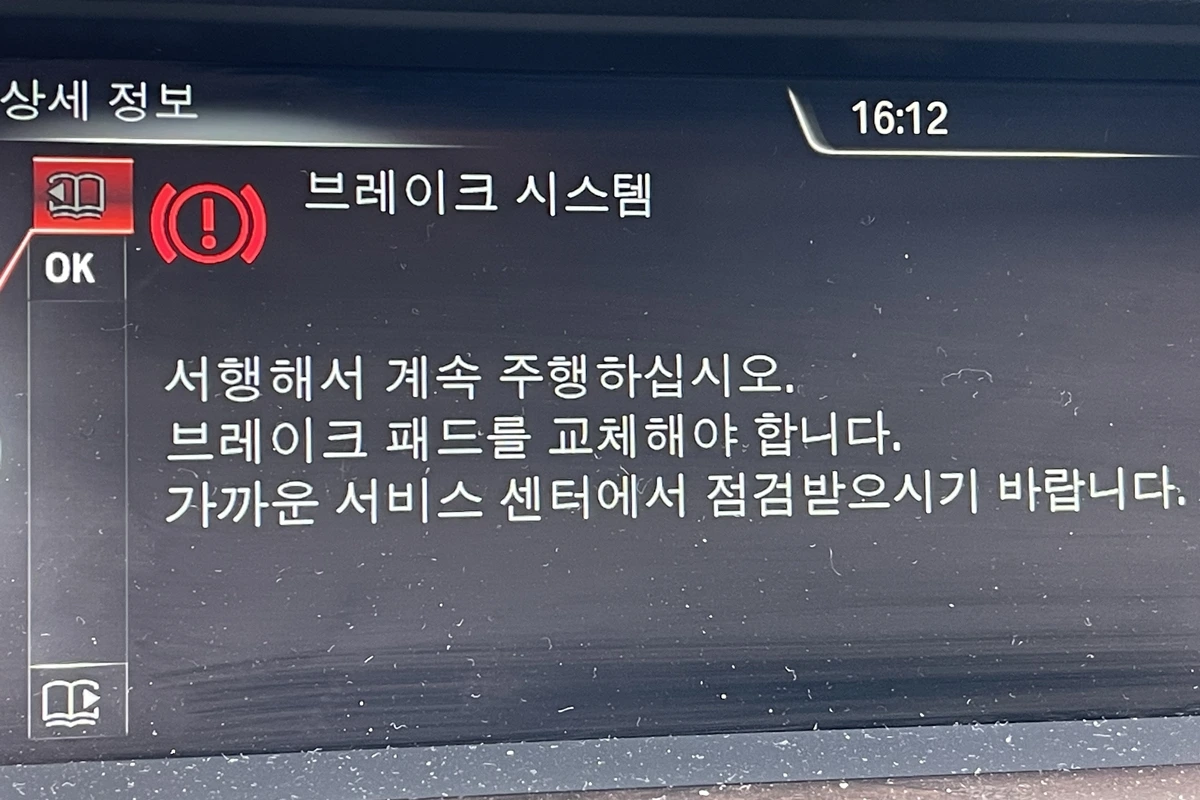 상세 정보
16:12
브레이크 시스템
OK
서행해서 계속 주행하십시오.
브레이크 패드를 교체해야 합니다.
가까운 서비스 센터에서 점검받으시기 바랍니다.